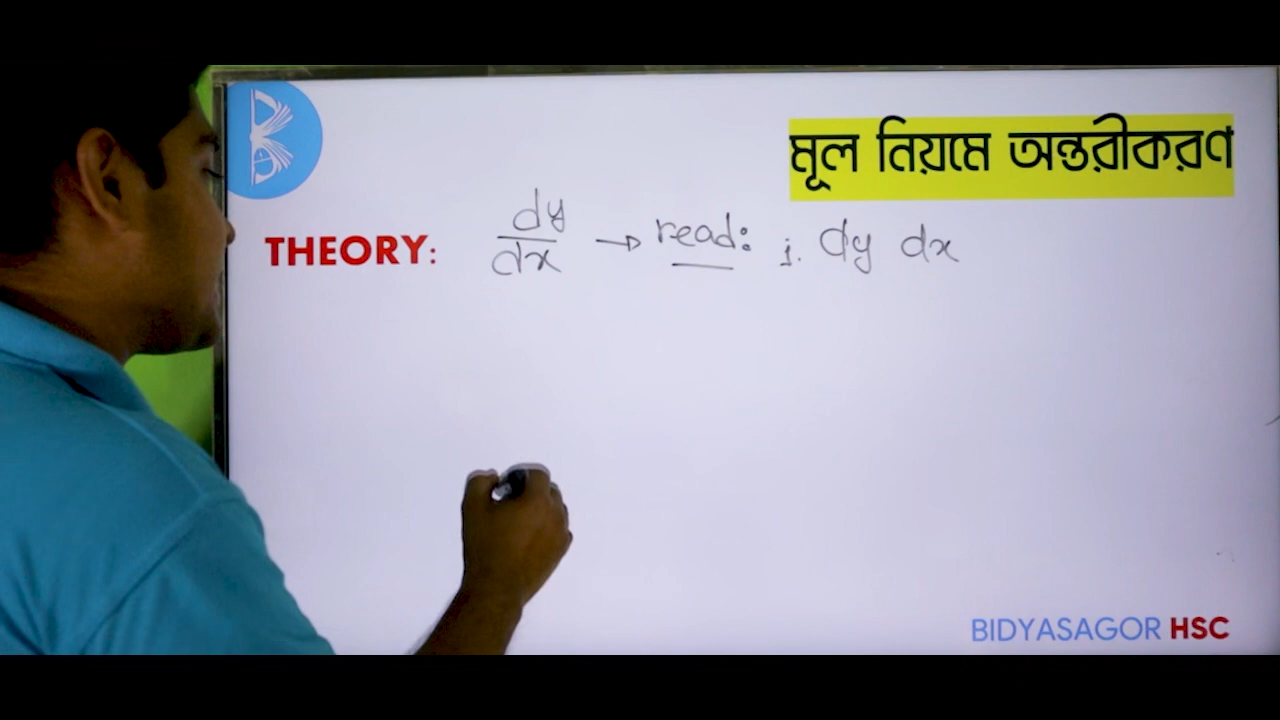 মূল নিয়মে অন্তরীকরণ
THEORY: dy/dx → read: i. dy dx
BIDYASAGOR HSC